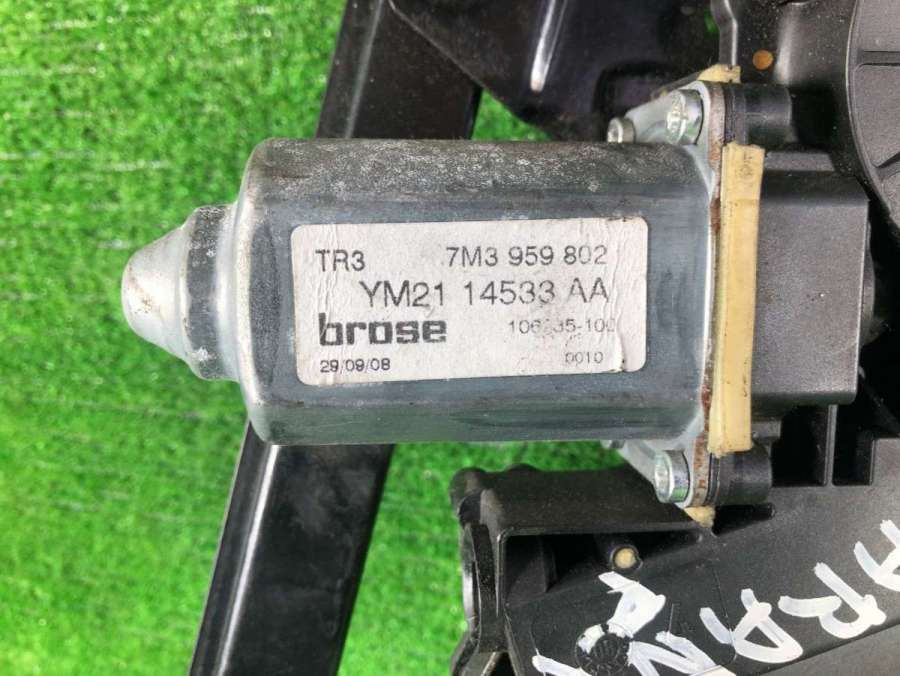 TR3 7M3 959 802
YM21 14533 AA
brose
29/09/08 0010